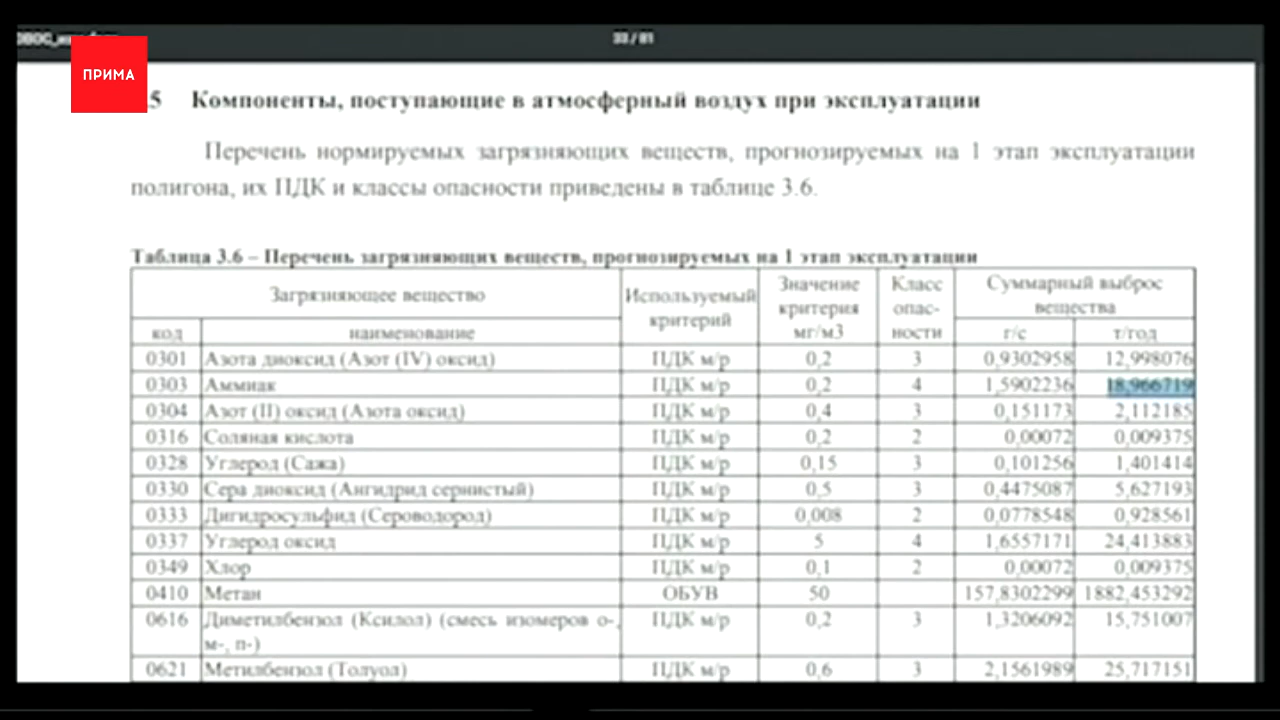 33 / 81
ПРИМА
5 Компоненты, поступающие в атмосферный воздух при эксплуатации
Перечень нормируемых загрязняющих веществ, прогнозируемых на 1 этап эксплуатации
полигона, их ПДК и классы опасности приведены в таблице 3.6.
Таблица 3.6 – Перечень загрязняющих веществ, прогнозируемых на 1 этап эксплуатации
Загрязняющее вещество Используемый критерий Значение критерия мг/м3 Класс опас-ности Суммарный выброс вещества
код наименование г/с т/год
0301 Азота диоксид (Азот (IV) оксид) ПДК м/р 0,2 3 0,9302958 12,998076
0303 Аммиак ПДК м/р 0,2 4 1,5902236 18,966719
0304 Азот (II) оксид (Азота оксид) ПДК м/р 0,4 3 0,151173 2,112185
0316 Соляная кислота ПДК м/р 0,2 2 0,00072 0,009375
0328 Углерод (Сажа) ПДК м/р 0,15 3 0,101256 1,401414
0330 Сера диоксид (Ангидрид сернистый) ПДК м/р 0,5 3 0,4475087 5,627193
0333 Дигидросульфид (Сероводород) ПДК м/р 0,008 2 0,0778548 0,928561
0337 Углерод оксид ПДК м/р 5 4 1,6557171 24,413883
0349 Хлор ПДК м/р 0,1 2 0,00072 0,009375
0410 Метан ОБУВ 50 157,8302299 1882,453292
0616 Диметилбензол (Ксилол) (смесь изомеров о-, ПДК м/р 0,2 3 1,3206092 15,751007
м-, п-)
0621 Метилбензол (Толуол) ПДК м/р 0,6 3 2,1561989 25,717151